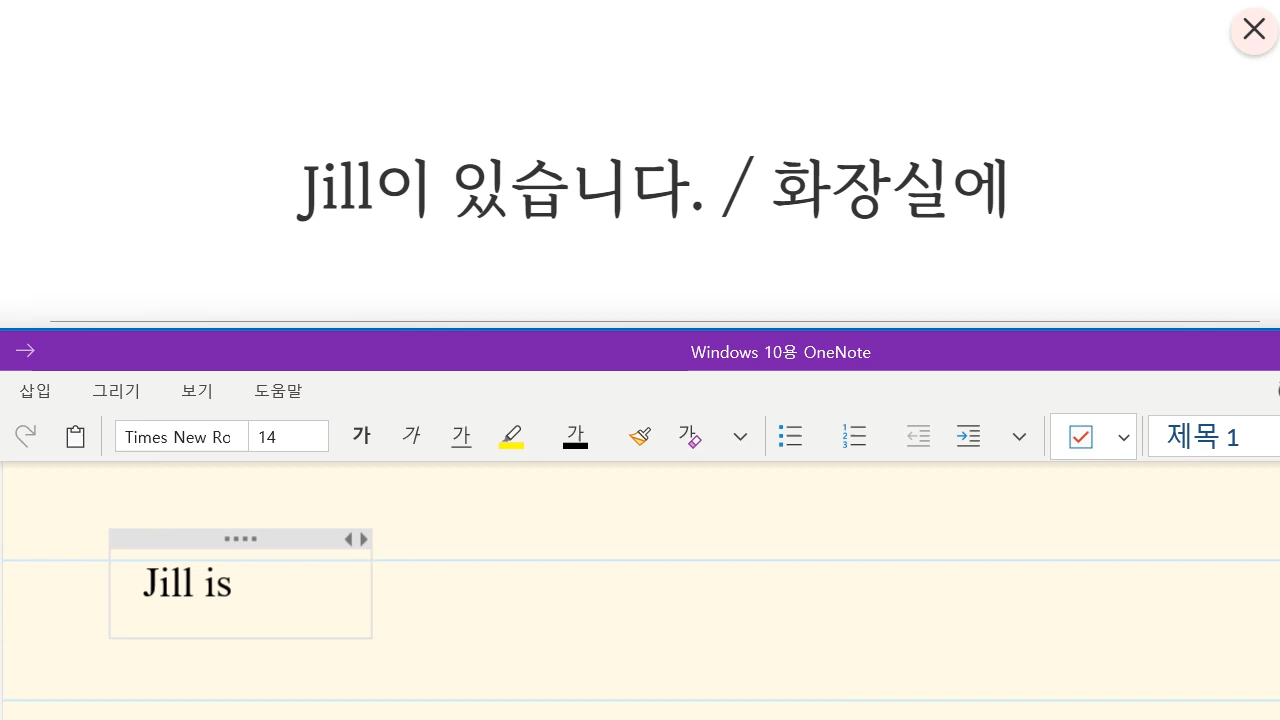 Jill이 있습니다. / 화장실에
Windows 10용 OneNote
삽입 그리기 보기 도움말
Times New R... 14 가 가 가 가 가 제목 1
Jill is